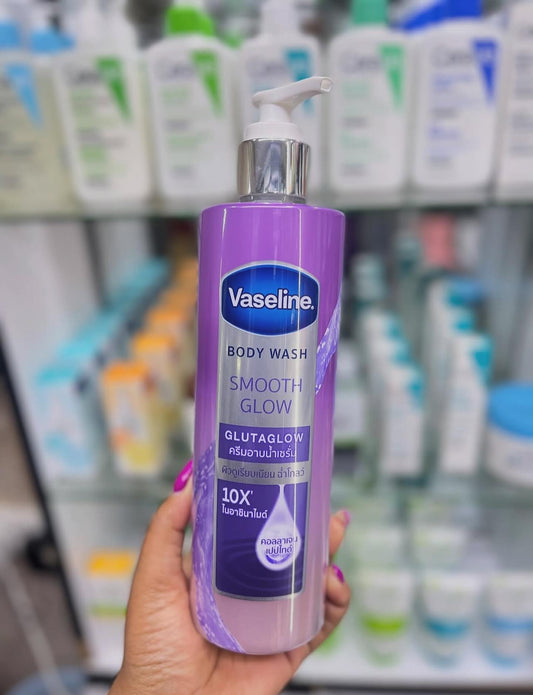 Vaseline®
BODY WASH
SMOOTH
GLOW
GLUTAGLOW
ครีมอาบน้ำเซรั่ม
ผิวดูเรียบเนียน ฉ่ำโกลว์
10X
ไนอาซินาไมด์
คอลลาเจน
เปปไทด์